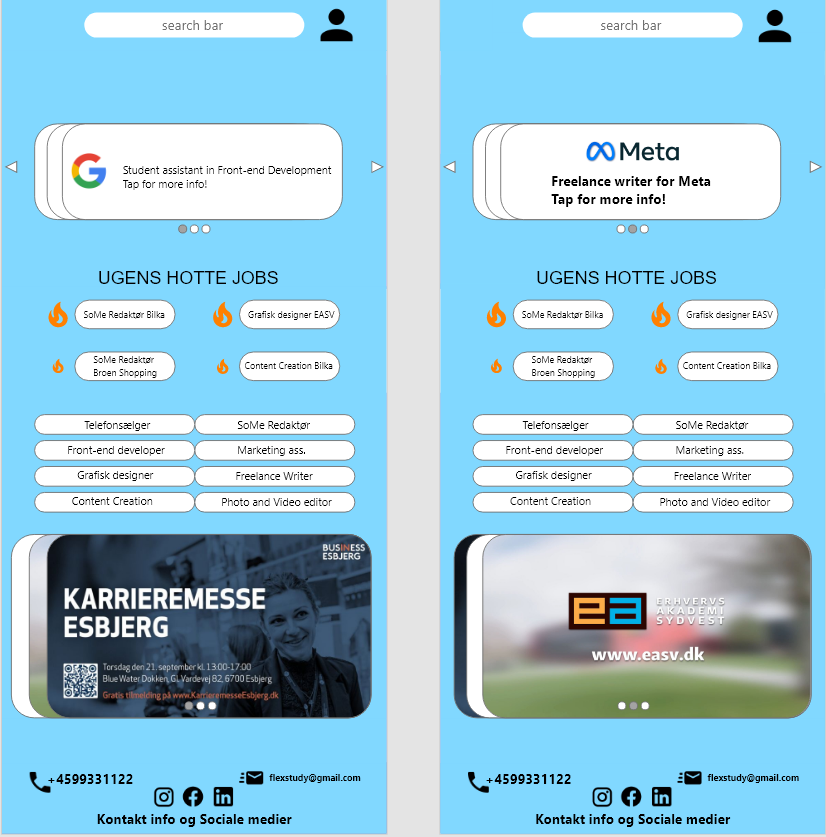 search bar
Student assistant in Front-end Development
Tap for more info!
UGENS HOTTE JOBS
SoMe Redaktør Bilka
Grafisk designer EASV
SoMe Redaktør
Broen Shopping
Content Creation Bilka
Telefonsælger
SoMe Redaktør
Front-end developer
Marketing ass.
Grafisk designer
Freelance Writer
Content Creation
Photo and Video editor
BUSINESS
ESBJERG
KARRIEREMESSE
ESBJERG
Torsdag den 21. september kl. 13:00-17:00
Blue Water Dokken, Gl. Vardevej 82, 6700 Esbjerg
Gratis tilmelding på www.KarrieremesseEsbjerg.dk
+4599331122
flexstudy@gmail.com
Kontakt info og Sociale medier
search bar
Meta
Freelance writer for Meta
Tap for more info!
UGENS HOTTE JOBS
SoMe Redaktør Bilka
Grafisk designer EASV
SoMe Redaktør
Broen Shopping
Content Creation Bilka
Telefonsælger
SoMe Redaktør
Front-end developer
Marketing ass.
Grafisk designer
Freelance Writer
Content Creation
Photo and Video editor
ea
ERHVERVS
AKADEMI
SYDVEST
www.easv.dk
+4599331122
flexstudy@gmail.com
Kontakt info og Sociale medier